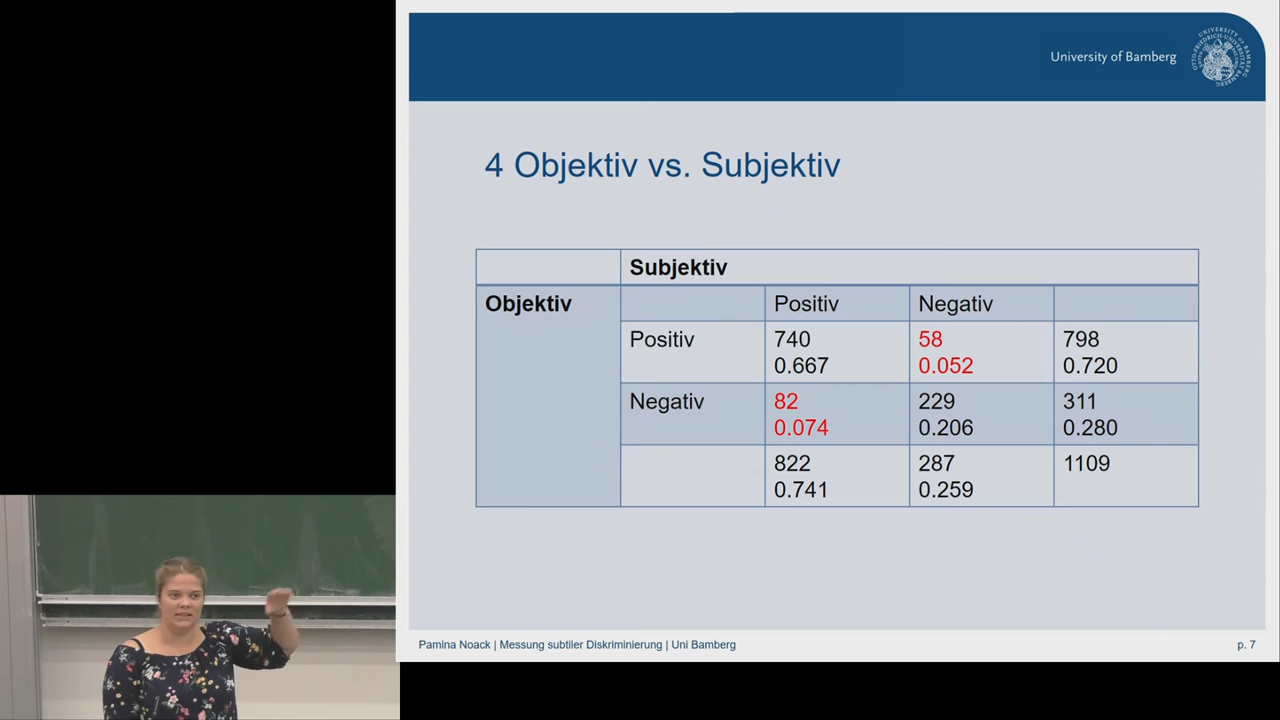 University of Bamberg
4 Objektiv vs. Subjektiv
Subjektiv
Objektiv Positiv Negativ
Positiv 740 58 798
0.667 0.052 0.720
Negativ 82 229 311
0.074 0.206 0.280
822 287 1109
0.741 0.259
Pamina Noack | Messung subtiler Diskriminierung | Uni Bamberg p. 7